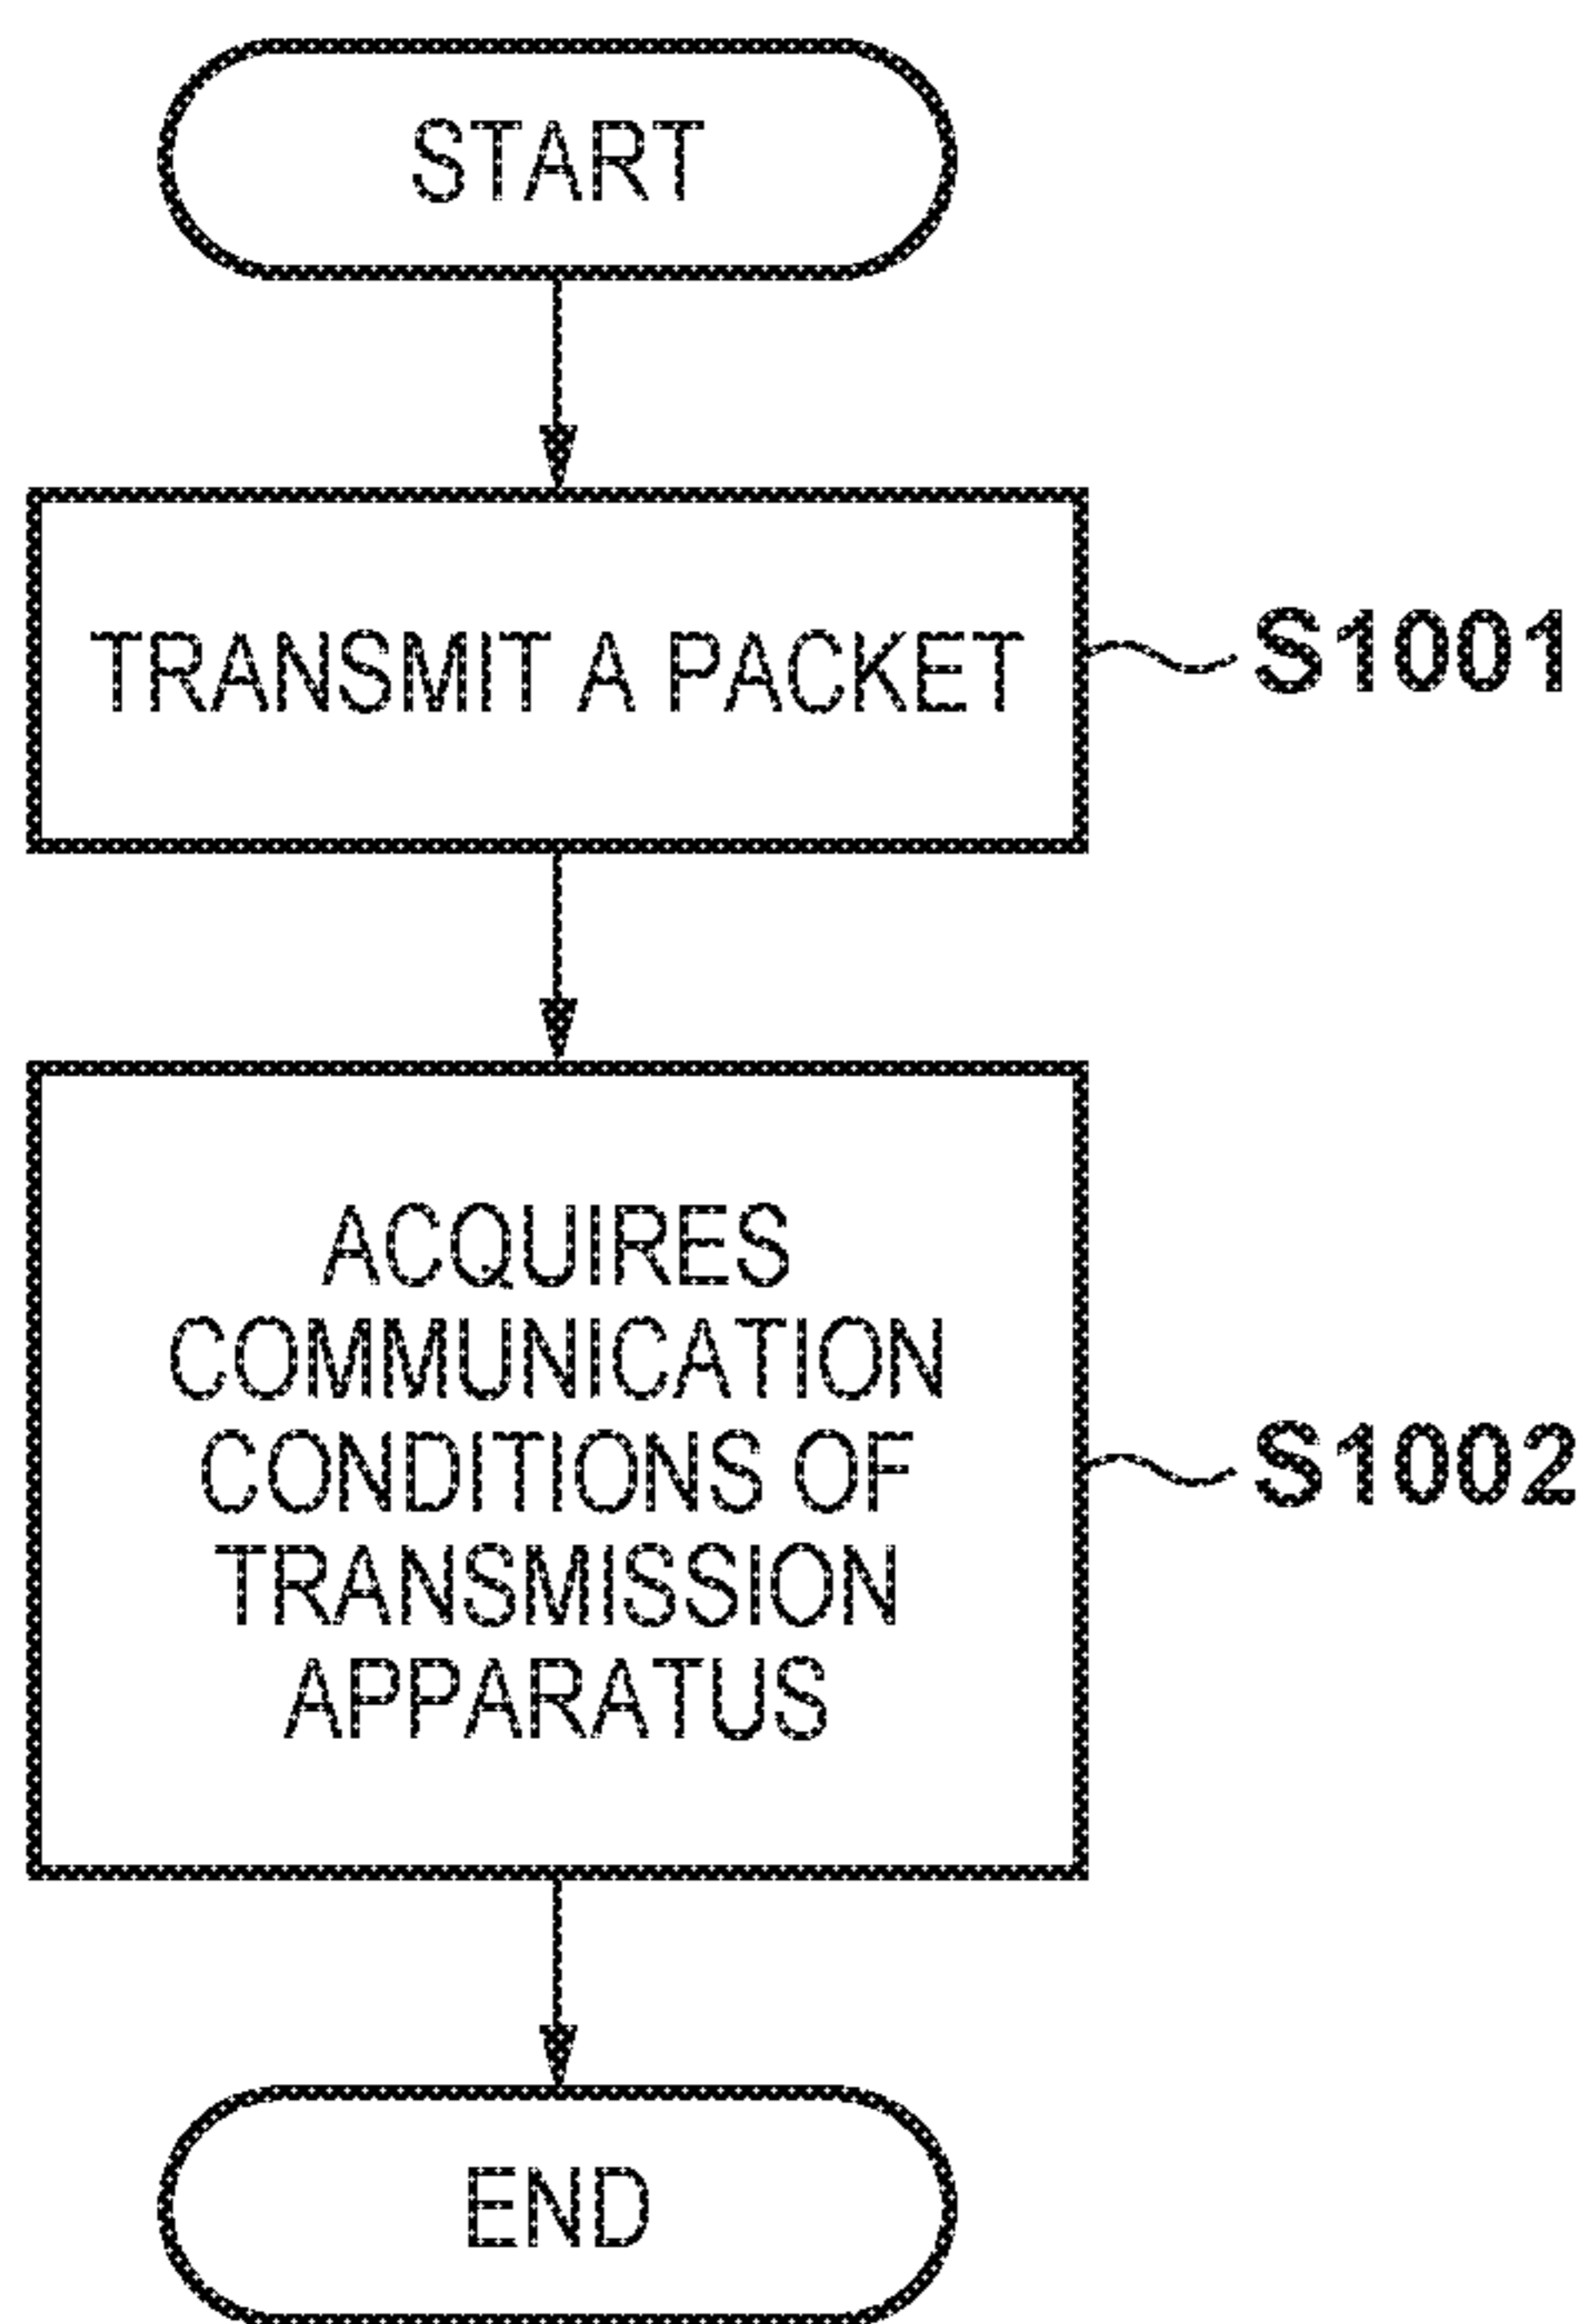 START
TRANSMIT A PACKET
S1001
ACQUIRES
COMMUNICATION
CONDITIONS OF
TRANSMISSION
APPARATUS
S1002
END